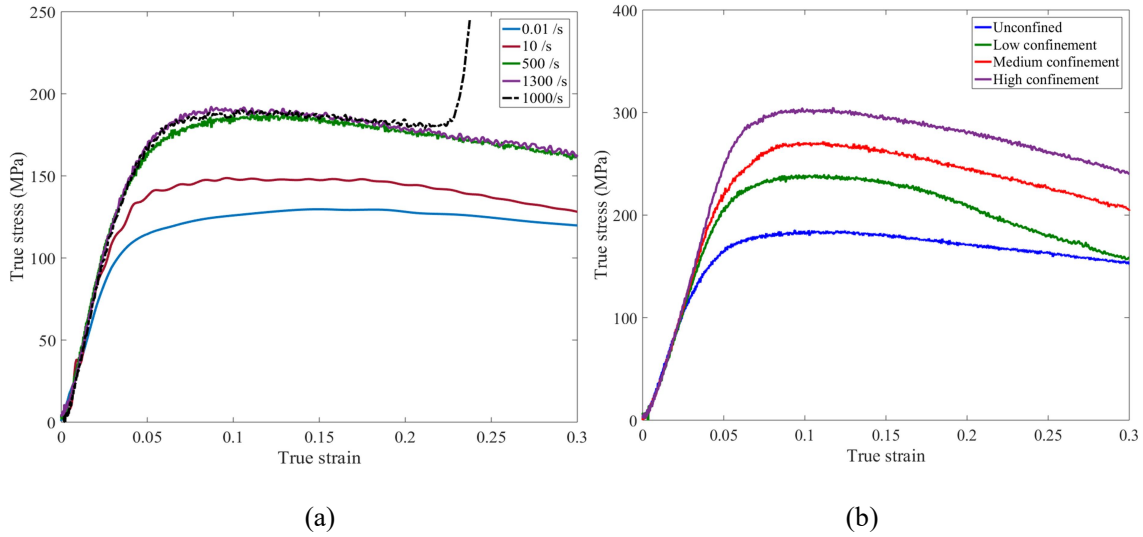 250
200
150
100
50
0
True stress (MPa)
0.01 /s
10 /s
500 /s
1300 /s
1000/s
0 0.05 0.1 0.15 0.2 0.25 0.3
True strain
(a)
400
300
200
100
0
True stress (MPa)
Unconfined
Low confinement
Medium confinement
High confinement
0 0.05 0.1 0.15 0.2 0.25 0.3
True strain
(b)